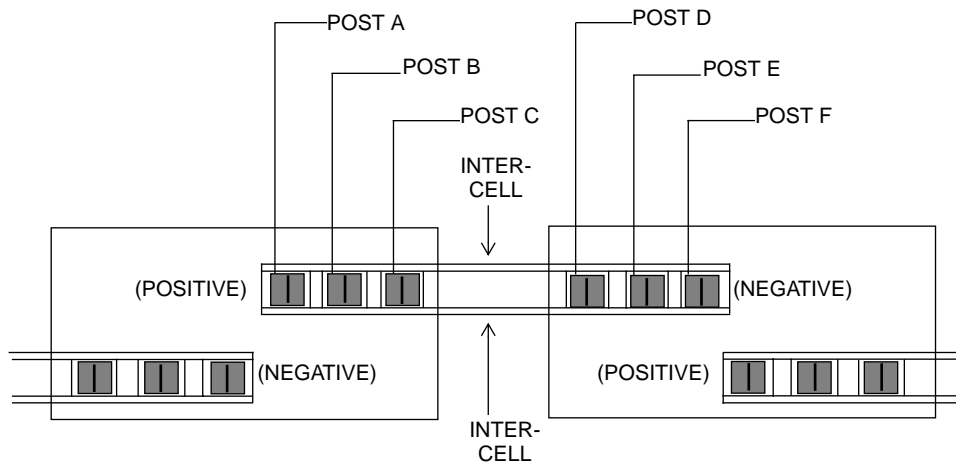 POST A
POST D
POST B
POST E
POST C
POST F
INTER-
CELL
(POSITIVE)
(NEGATIVE)
(NEGATIVE)
(POSITIVE)
INTER-
CELL